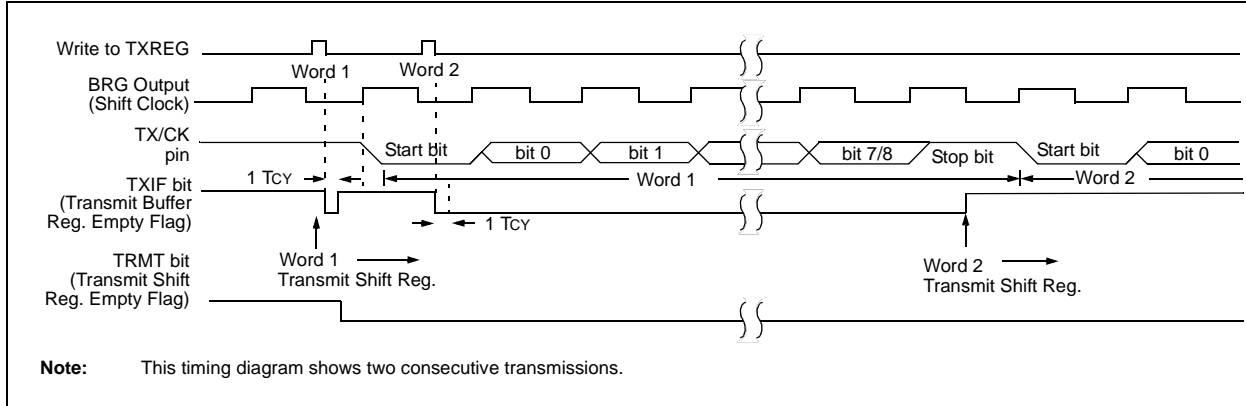 Write to TXREG
Word 1
Word 2
BRG Output
(Shift Clock)
TX/CK
pin
Start bit
bit 0
bit 1
bit 7/8
Stop bit
Start bit
bit 0
1 TCY
Word 1
Word 2
TXIF bit
(Transmit Buffer
Reg. Empty Flag)
1 TCY
Word 1
Transmit Shift Reg.
Word 2
Transmit Shift Reg.
TRMT bit
(Transmit Shift
Reg. Empty Flag)
Note: This timing diagram shows two consecutive transmissions.